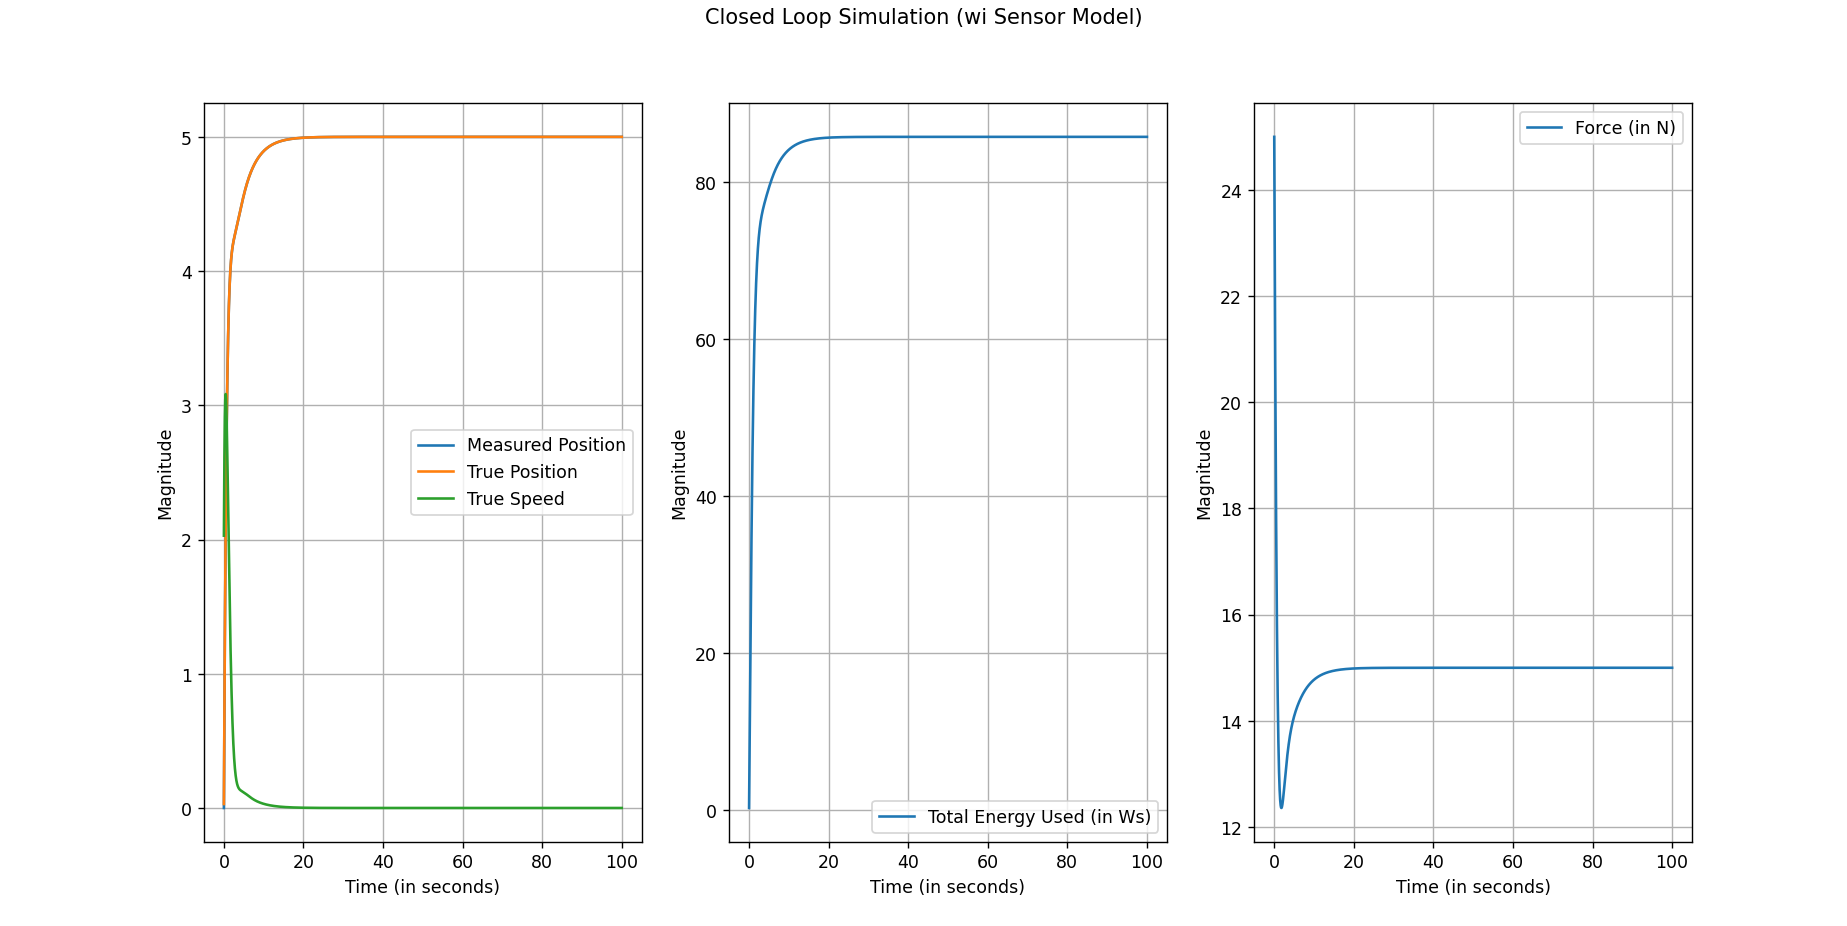 Closed Loop Simulation (wi Sensor Model)
Magnitude
5
4
3
2
1
0
Measured Position
True Position
True Speed
0 20 40 60 80 100
Time (in seconds)
Magnitude
80
60
40
20
0
Total Energy Used (in Ws)
0 20 40 60 80 100
Time (in seconds)
Magnitude
Force (in N)
24
22
20
18
16
14
12
0 20 40 60 80 100
Time (in seconds)